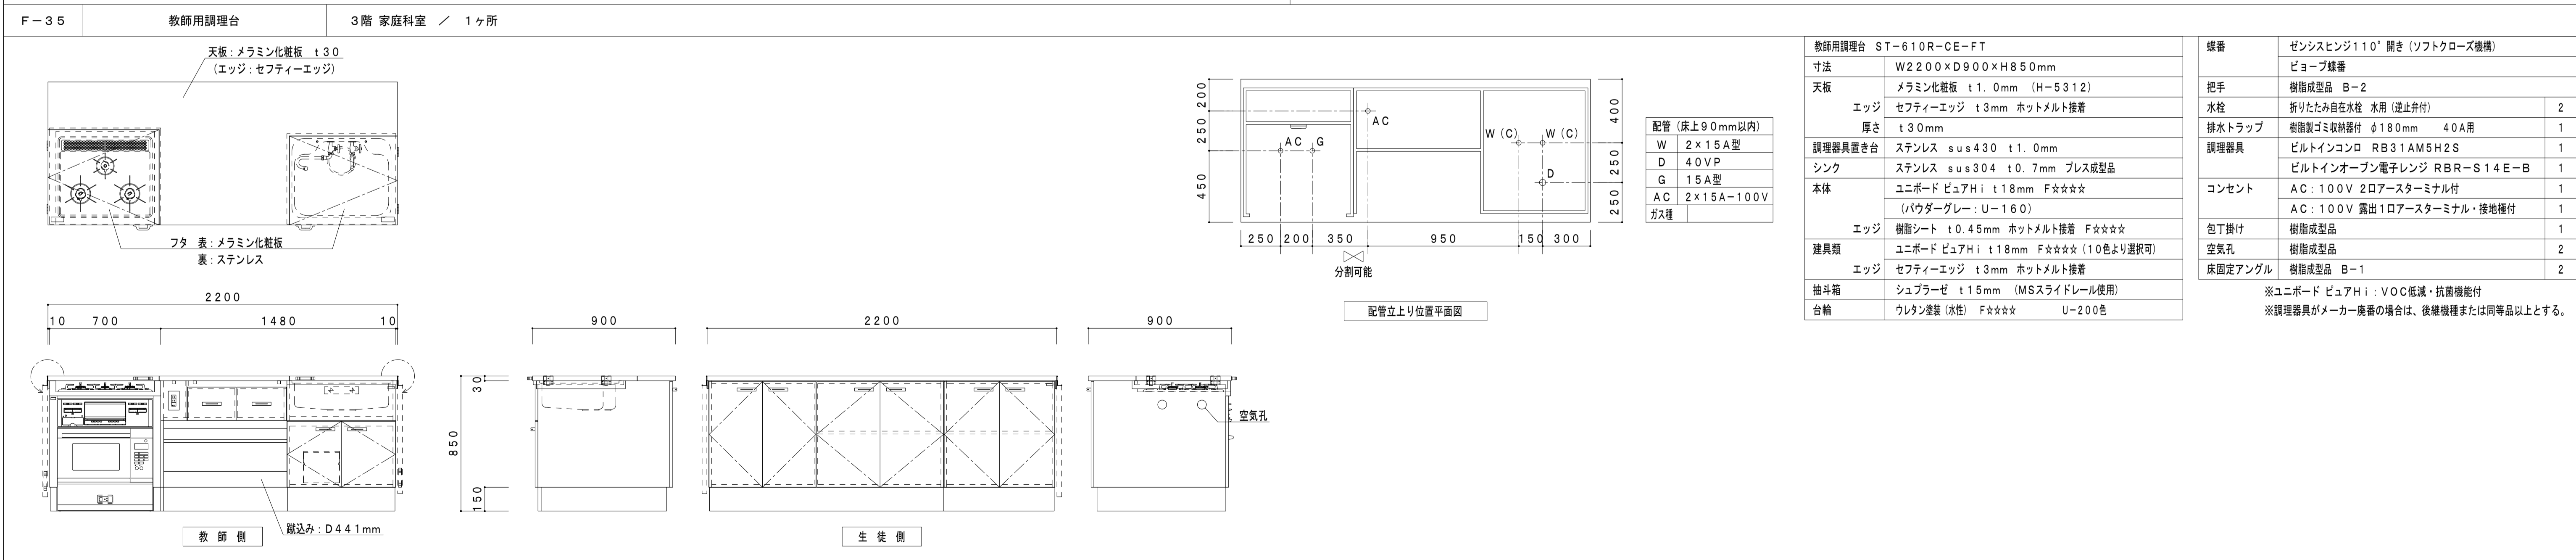 Ｆ－３５　教師用調理台　３階 家庭科室　／　１ヶ所
天板：メラミン化粧板　ｔ３０
（エッジ：セフティーエッジ）
フタ　表：メラミン化粧板
裏：ステンレス
２２００
１０　７００　１４８０　１０
蹴込み：Ｄ４４１mm
教　師　側
８５０
３０
１５０
９００
２２００
生　徒　側
９００
空気孔
２００
２５０
４５０
ＡＣ
ＡＣ　Ｇ
Ｗ（Ｃ）　Ｗ（Ｃ）
Ｄ
４００
２５０
２５０
２５０　２００　３５０　９５０　１５０　３００
分割可能
配管立上り位置平面図
配管（床上９０mm以内）
Ｗ　２×１５Ａ型
Ｄ　４０ＶＰ
Ｇ　１５Ａ型
ＡＣ　２×１５Ａ－１００Ｖ
ガス種
教師用調理台　ＳＴ－６１０Ｒ－ＣＥ－ＦＴ
寸法　Ｗ２２００×Ｄ９００×Ｈ８５０mm
天板　メラミン化粧板　ｔ１．０mm　（Ｈ－５３１２）
エッジ　セフティーエッジ　ｔ３mm　ホットメルト接着
厚さ　ｔ３０mm
調理器具置き台　ステンレス　ｓｕｓ４３０　ｔ１．０mm
シンク　ステンレス　ｓｕｓ３０４　ｔ０．７mm　プレス成型品
本体　ユニボード ピュアＨｉ　ｔ１８mm　Ｆ☆☆☆☆
（パウダーグレー：Ｕ－１６０）
エッジ　樹脂シート　ｔ０.４５mm　ホットメルト接着　Ｆ☆☆☆☆
建具類　ユニボード ピュアＨｉ　ｔ１８mm　Ｆ☆☆☆☆（１０色より選択可）
エッジ　セフティーエッジ　ｔ３mm　ホットメルト接着
抽斗箱　シュプラーゼ　ｔ１５mm　（ＭＳスライドレール使用）
台輪　ウレタン塗装（水性）　Ｆ☆☆☆☆　Ｕ－２００色
蝶番　ゼンシスヒンジ１１０°開き（ソフトクローズ機構）
ビョーブ蝶番
把手　樹脂成型品　Ｂ－２
水栓　折りたたみ自在水栓　水用（逆止弁付）　２
排水トラップ　樹脂製ゴミ収納器付　φ１８０mm　４０Ａ用　１
調理器具　ビルトインコンロ　ＲＢ３１ＡＭ５Ｈ２Ｓ　１
ビルトインオーブン電子レンジ ＲＢＲ－Ｓ１４Ｅ－Ｂ　１
コンセント　ＡＣ：１００Ｖ ２口アースターミナル付　１
ＡＣ：１００Ｖ 露出１口アースターミナル・接地極付　１
包丁掛け　樹脂成型品　１
空気孔　樹脂成型品　２
床固定アングル　樹脂成型品　Ｂ－１　２
※ユニボード ピュアＨｉ：ＶＯＣ低減・抗菌機能付
※調理器具がメーカー廃番の場合は、後継機種または同等品以上とする。